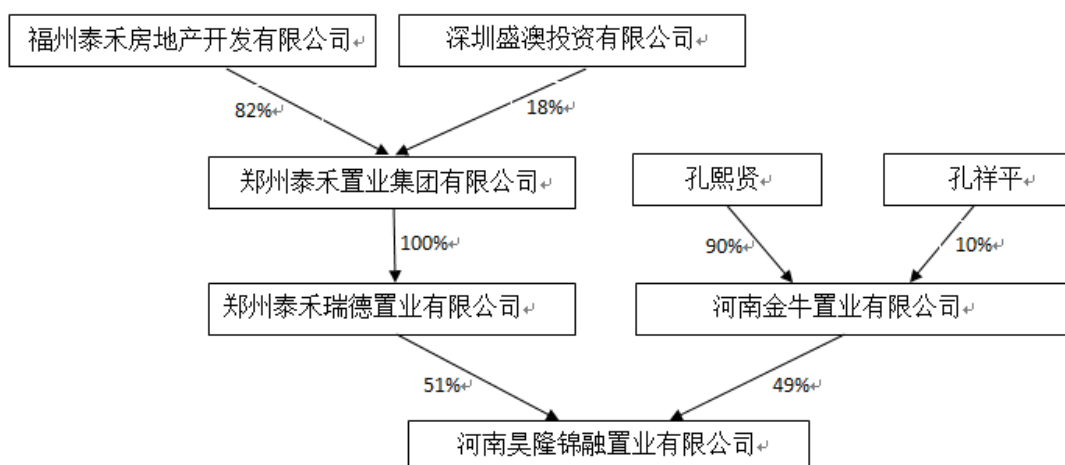 福州泰禾房地产开发有限公司
深圳盛澳投资有限公司
82%
18%
郑州泰禾置业集团有限公司
孔熙贤
孔祥平
100%
90%
10%
郑州泰禾瑞德置业有限公司
河南金牛置业有限公司
51%
49%
河南昊隆锦融置业有限公司